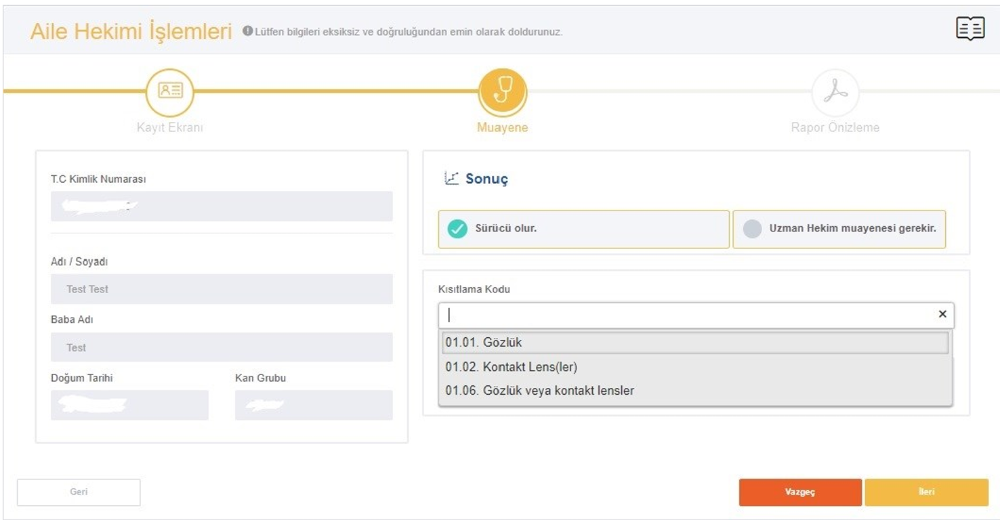 Aile Hekimi İşlemleri Lütfen bilgileri eksiksiz ve doğruluğundan emin olarak doldurunuz.
Kayıt Ekranı
Muayene
Rapor Önizleme
T.C Kimlik Numarası
Adı / Soyadı
Test Test
Baba Adı
Test
Doğum Tarihi
Kan Grubu
Sonuç
Sürücü olur.
Uzman Hekim muayenesi gerekir.
Kısıtlama Kodu
01.01. Gözlük
01.02. Kontakt Lens(ler)
01.06. Gözlük veya kontakt lensler
Geri
Vazgeç
İleri